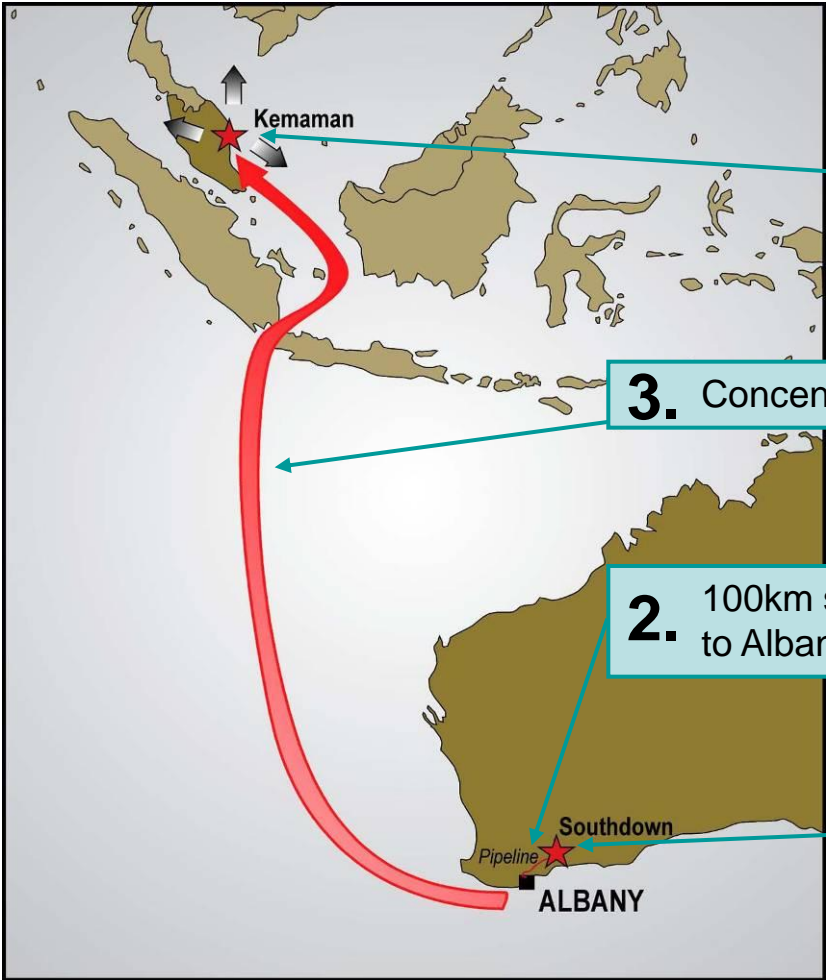 Kemaman
3. Concen
2. 100km s
to Alban
Southdown
Pipeline
ALBANY